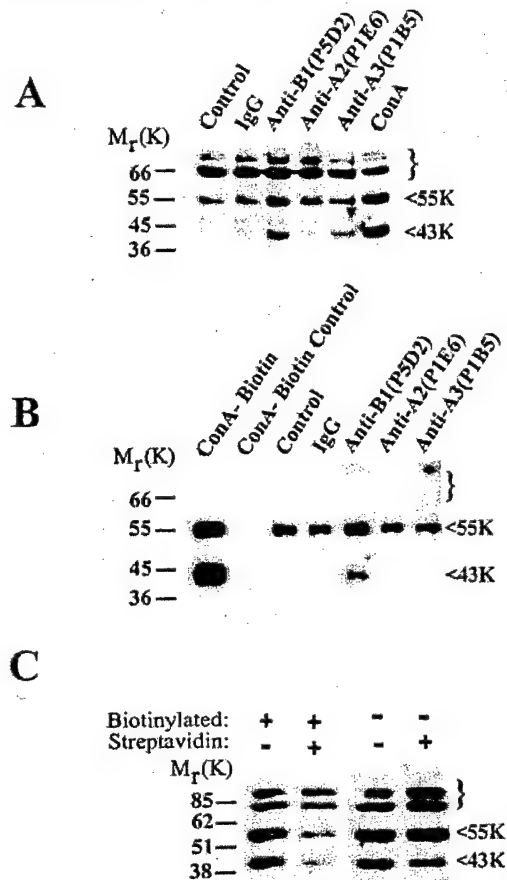 A
Control
IgG
Anti-B1(P5D2)
Anti-A2(P1E6)
Anti-A3(P1B5)
ConA
Mr(K)
66
55
45
36
}
<55K
<43K
B
ConA- Biotin
ConA- Biotin Control
Control
IgG
Anti-B1(P5D2)
Anti-A2(P1E6)
Anti-A3(P1B5)
Mr(K)
66
55
45
36
}
<55K
<43K
C
Biotinylated: + + - -
Streptavidin: - + - +
Mr(K)
85
62
51
38
}
<55K
<43K